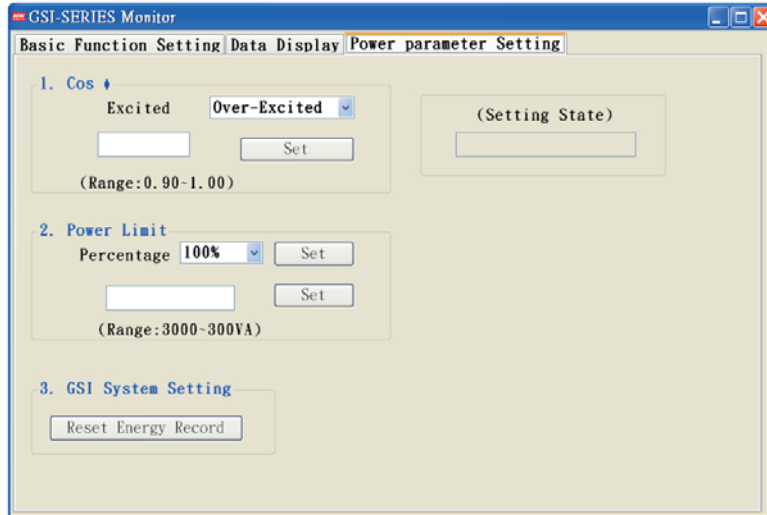 GSI-SERIES Monitor
Basic Function Setting Data Display Power parameter Setting
1. Cos ϕ
Excited Over-Excited
Set
(Range:0.90~1.00)
(Setting State)
2. Power Limit
Percentage 100% Set
Set
(Range:3000~300VA)
3. GSI System Setting
Reset Energy Record